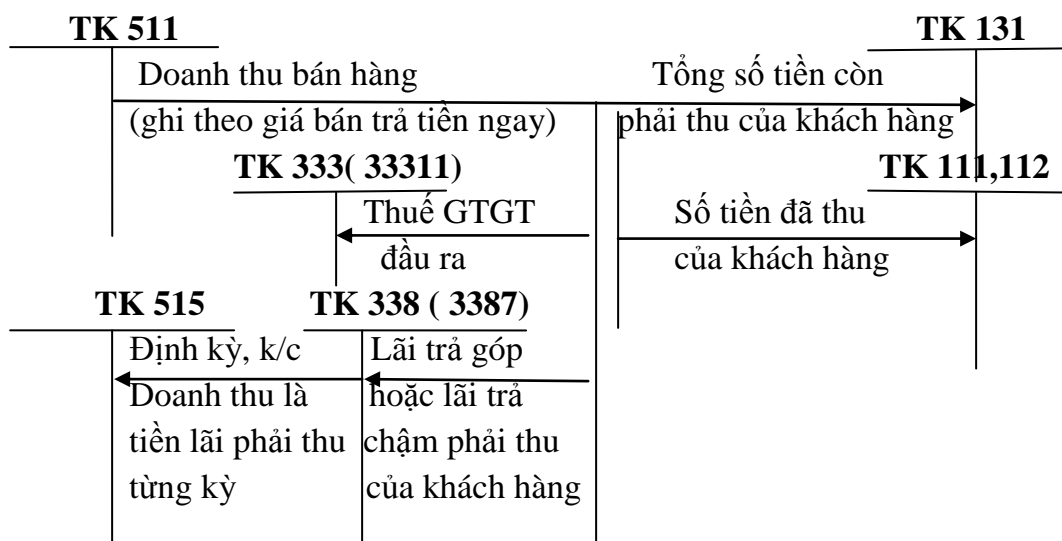 TK 511
TK 131
Doanh thu bán hàng
Tổng số tiền còn
(ghi theo giá bán trả tiền ngay)
phải thu của khách hàng
TK 333( 33311)
TK 111,112
Thuế GTGT
Số tiền đã thu
đầu ra
của khách hàng
TK 515
TK 338 ( 3387)
Định kỳ, k/c
Lãi trả góp
Doanh thu là
hoặc lãi trả
tiền lãi phải thu
chậm phải thu
từng kỳ
của khách hàng